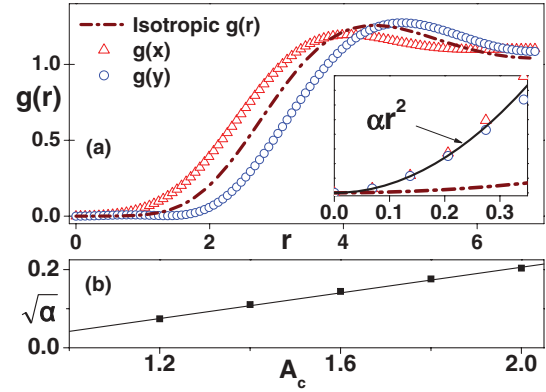 Isotropic g(r)
g(x)
g(y)
g(r)
1.0
0.5
0.0
(a)
αr²
0.0 0.1 0.2 0.3
0 2 r 4 6
(b)
√α
0.2
0.0
1.2 1.6 2.0
A_c